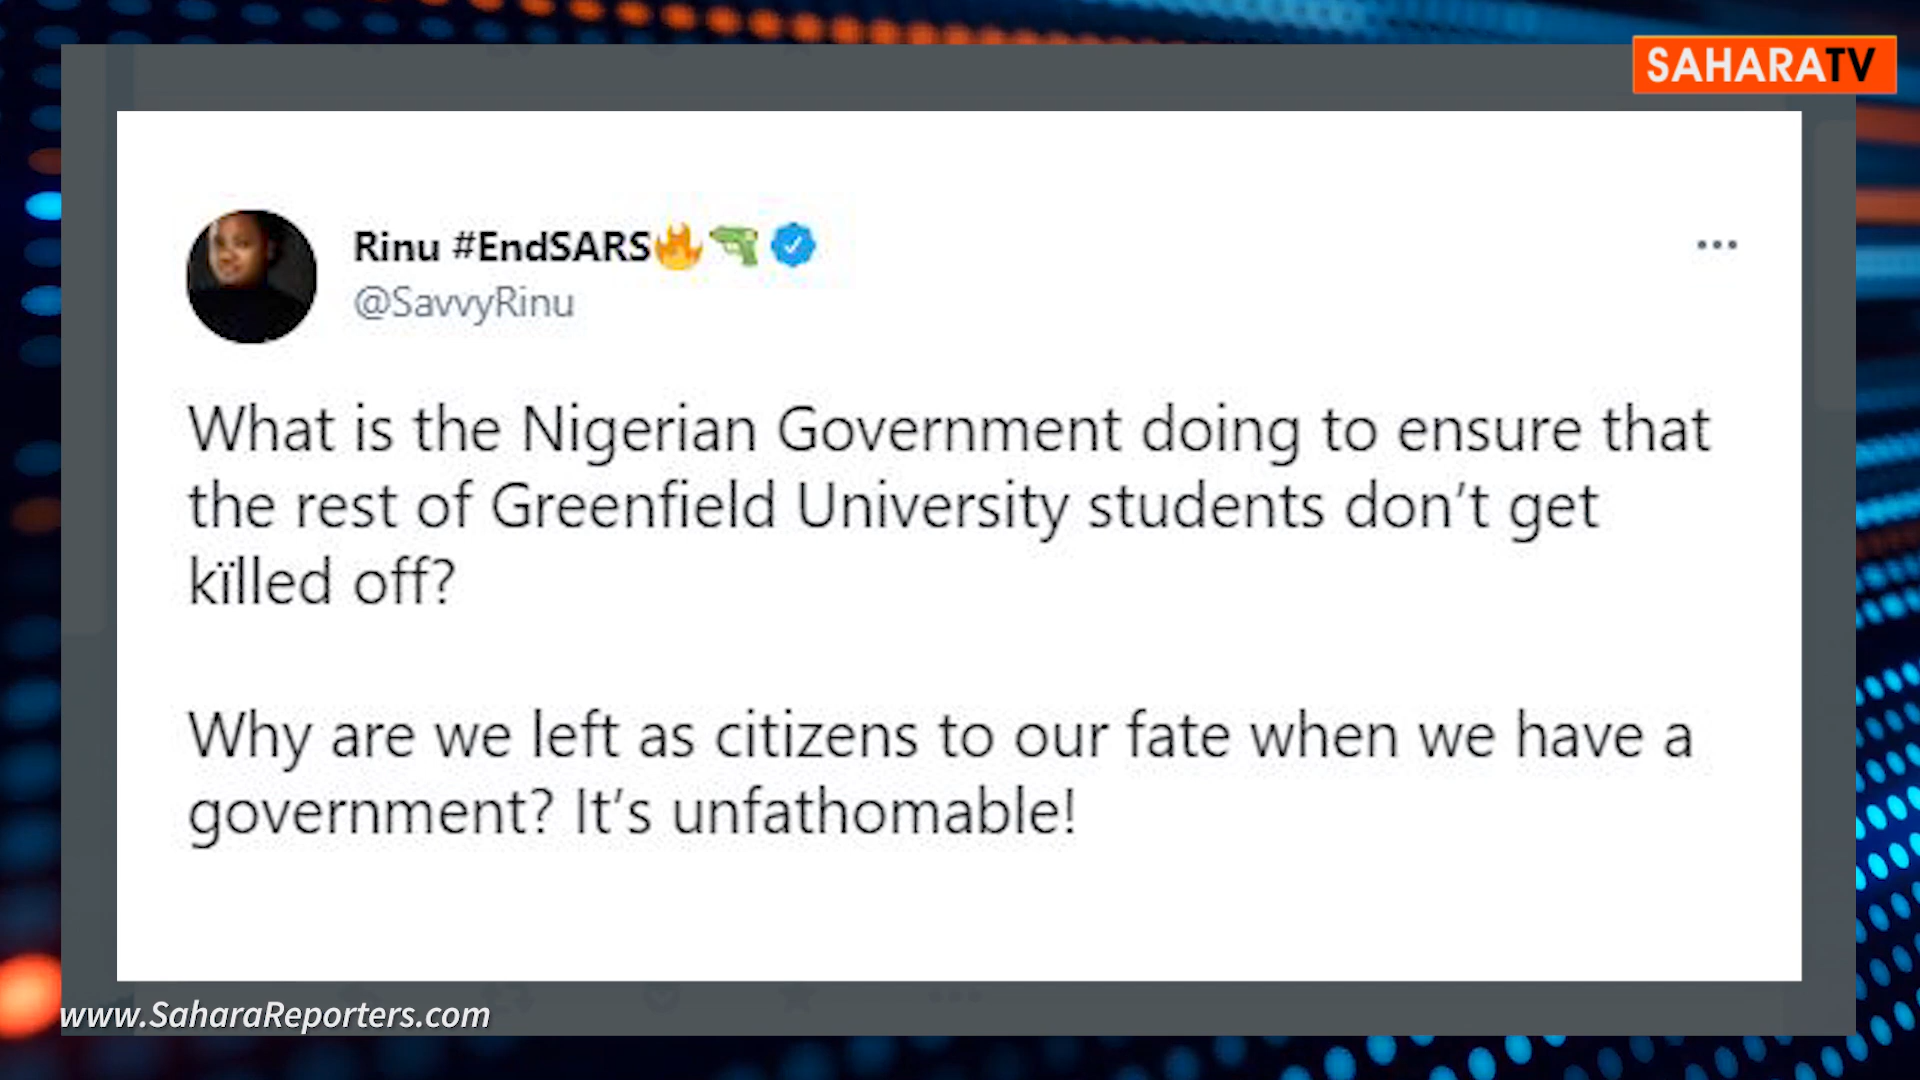 SAHARATV
Rinu #EndSARS🔥🔫
@SavvyRinu
What is the Nigerian Government doing to ensure that
the rest of Greenfield University students don't get
kïlled off?
Why are we left as citizens to our fate when we have a
government? It's unfathomable!
www.SaharaReporters.com